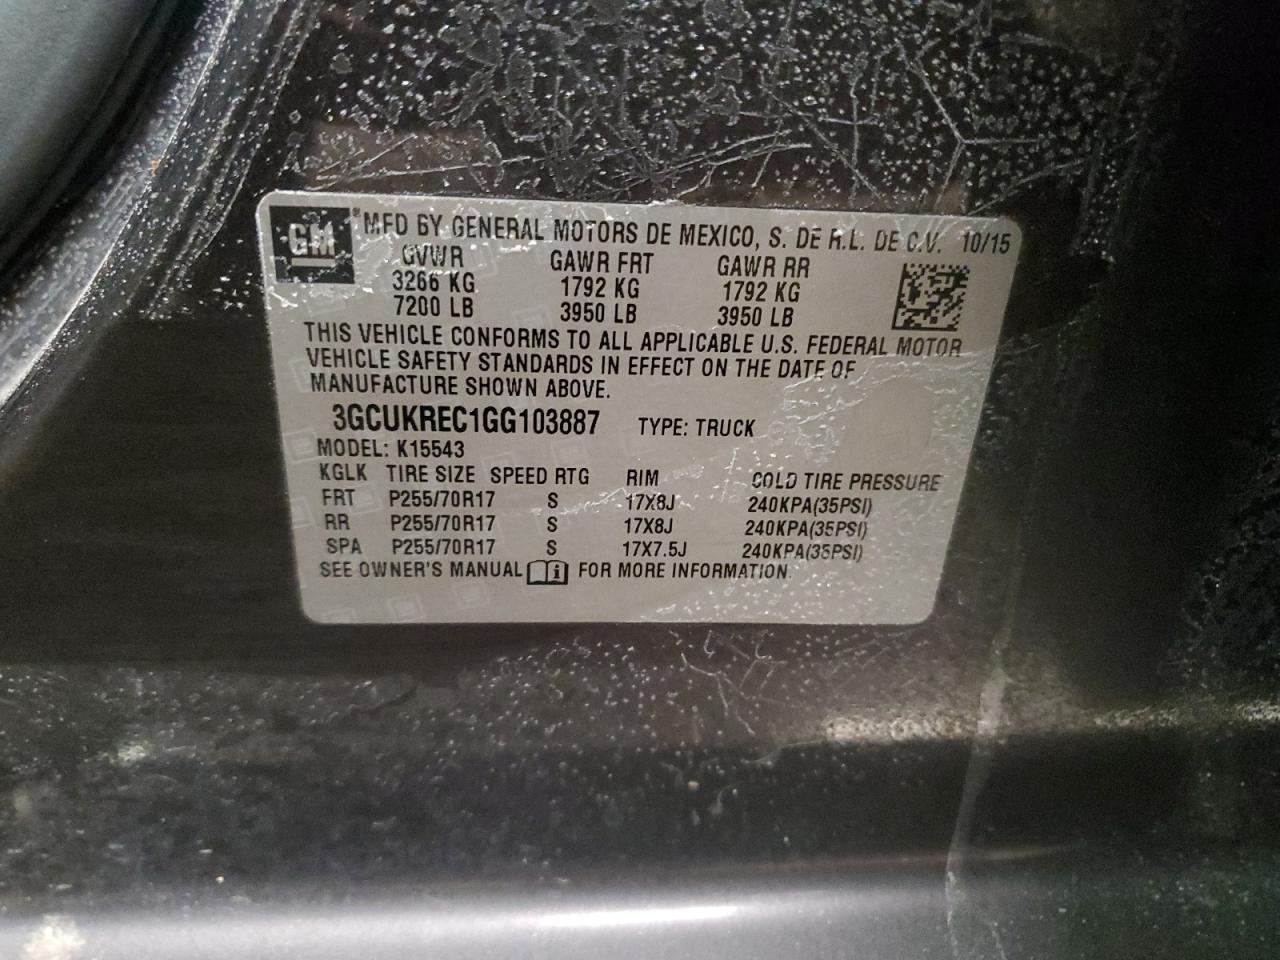 GM ® MFD BY GENERAL MOTORS DE MEXICO, S. DE R.L. DE C.V. 10/15
GVWR GAWR FRT GAWR RR
3266 KG 1792 KG 1792 KG
7200 LB 3950 LB 3950 LB
THIS VEHICLE CONFORMS TO ALL APPLICABLE U.S. FEDERAL MOTOR
VEHICLE SAFETY STANDARDS IN EFFECT ON THE DATE OF
MANUFACTURE SHOWN ABOVE.
3GCUKREC1GG103887 TYPE: TRUCK
MODEL: K15543
KGLK TIRE SIZE SPEED RTG RIM COLD TIRE PRESSURE
FRT P255/70R17 S 17X8J 240KPA(35PSI)
RR P255/70R17 S 17X8J 240KPA(35PSI)
SPA P255/70R17 S 17X7.5J 240KPA(35PSI)
SEE OWNER'S MANUAL i FOR MORE INFORMATION.